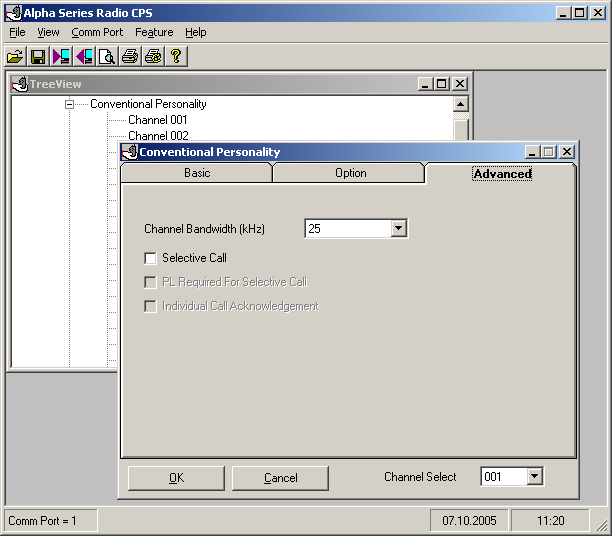 Alpha Series Radio CPS
File View Comm Port Feature Help
TreeView
Conventional Personality
Channel 001
Channel 002
Conventional Personality
Basic Option Advanced
Channel Bandwidth (kHz) 25
Selective Call
PL Required For Selective Call
Individual Call Acknowledgement
OK Cancel Channel Select 001
Comm Port = 1 07.10.2005 11:20